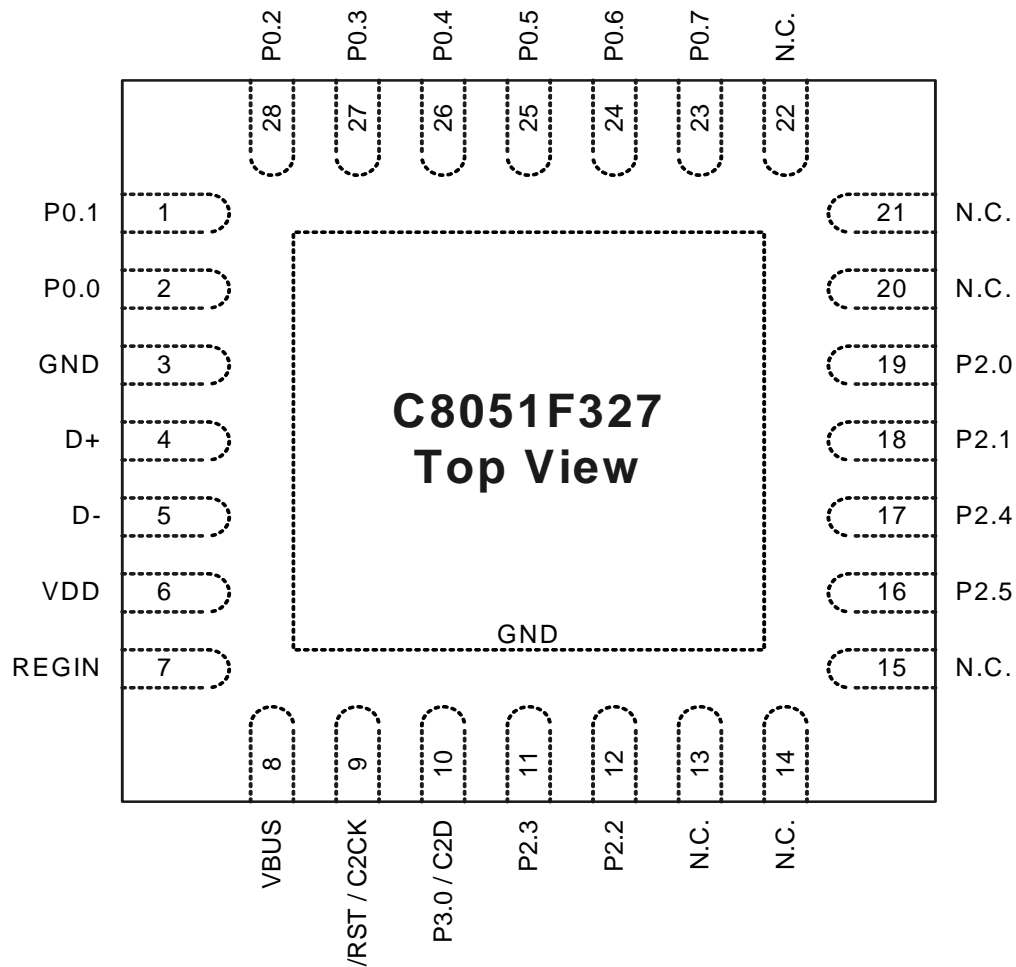 P0.2
P0.3
P0.4
P0.5
P0.6
P0.7
N.C.
28
27
26
25
24
23
22
P0.1 1
P0.0 2
GND 3
D+ 4
D- 5
VDD 6
REGIN 7
21 N.C.
20 N.C.
19 P2.0
18 P2.1
17 P2.4
16 P2.5
15 N.C.
C8051F327
Top View
GND
8
9
10
11
12
13
14
VBUS
/RST / C2CK
P3.0 / C2D
P2.3
P2.2
N.C.
N.C.